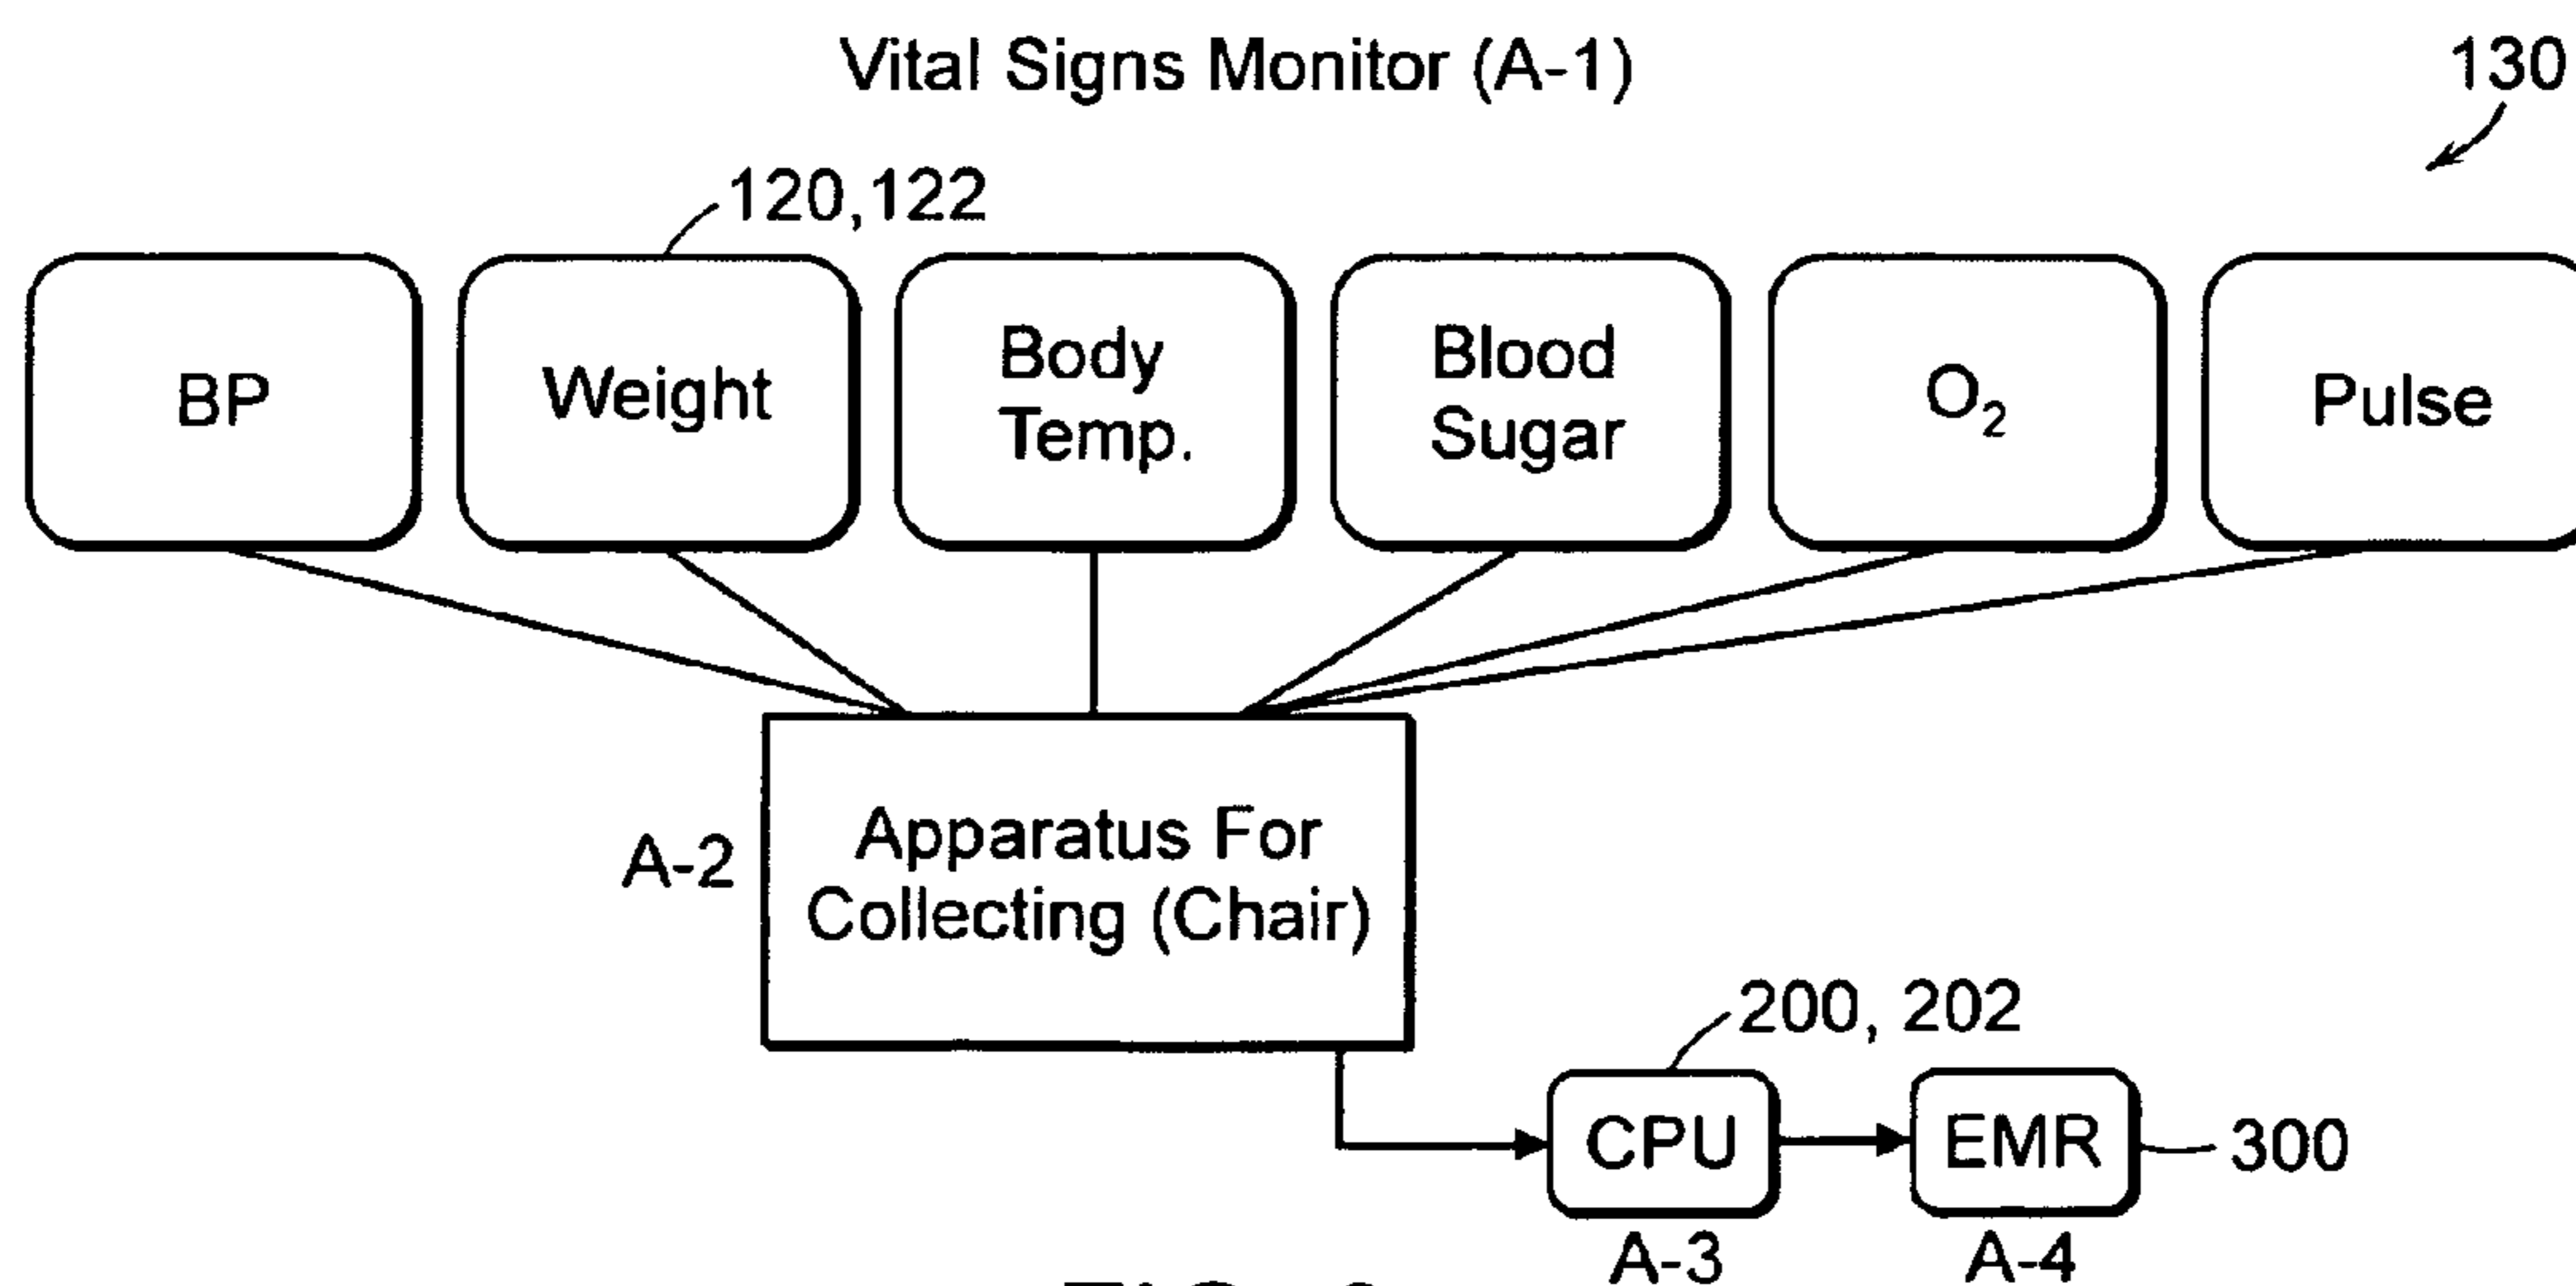 Vital Signs Monitor (A-1)
130
120,122
BP
Weight
Body
Temp.
Blood
Sugar
O₂
Pulse
A-2
Apparatus For
Collecting (Chair)
200, 202
CPU
EMR
300
A-3
A-4